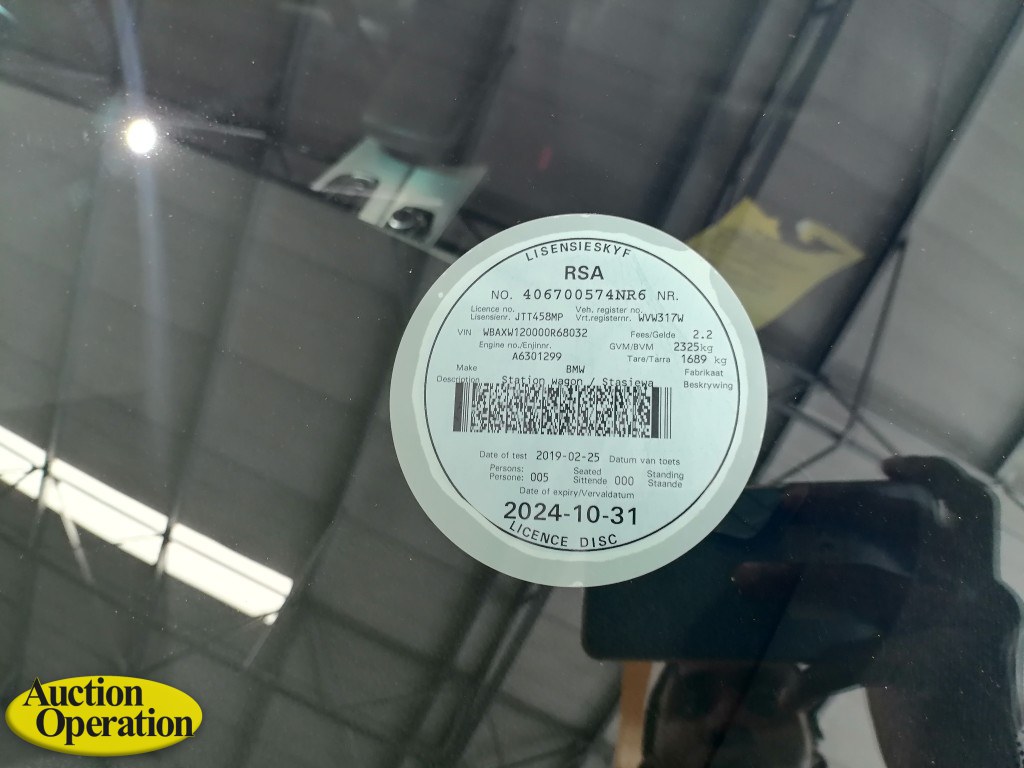 LISENSIESKYF
RSA
NO. 406700574NR6 NR.
Licence no. Veh. register no.
Lisensienr. JTT458MP Vrt.registernr. WVW317W
VIN WBAXW120000R68032 Fees/Gelde 2.2
Engine no./Enjinnr. GVM/BVM 2325kg
A6301299 Tare/Tarra 1689 kg
Make BMW Fabrikaat
Description Station wagon / Stasiewa Beskrywing
Date of test 2019-02-25 Datum van toets
Persons: Seated Standing
Persone: 005 Sittende 000 Staande
Date of expiry/Vervaldatum
2024-10-31
LICENCE DISC
Auction
Operation